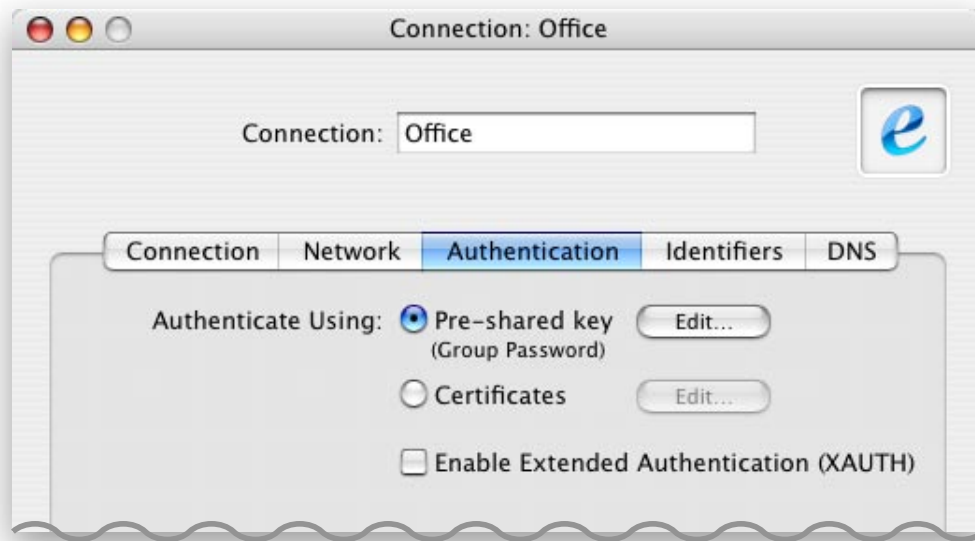 Connection: Office
Connection: Office
e
Connection Network Authentication Identifiers DNS
Authenticate Using: Pre-shared key Edit...
(Group Password)
Certificates Edit...
Enable Extended Authentication (XAUTH)